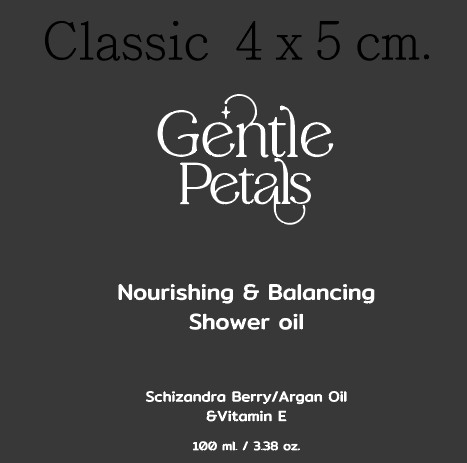 Classic 4 x 5 cm.
Gentle
Petals
Nourishing & Balancing
Shower oil
Schizandra Berry/Argan Oil
&Vitamin E
100 ml. / 3.38 oz.